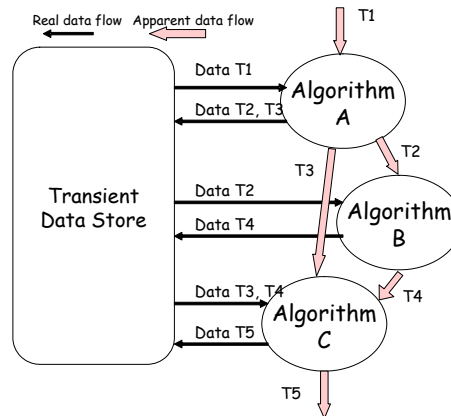 Real data flow
Apparent data flow
T1
Data T1
Algorithm
A
Data T2, T3
T3
T2
Transient
Data Store
Data T2
Algorithm
B
Data T4
T4
Data T3, T4
Algorithm
C
Data T5
T5